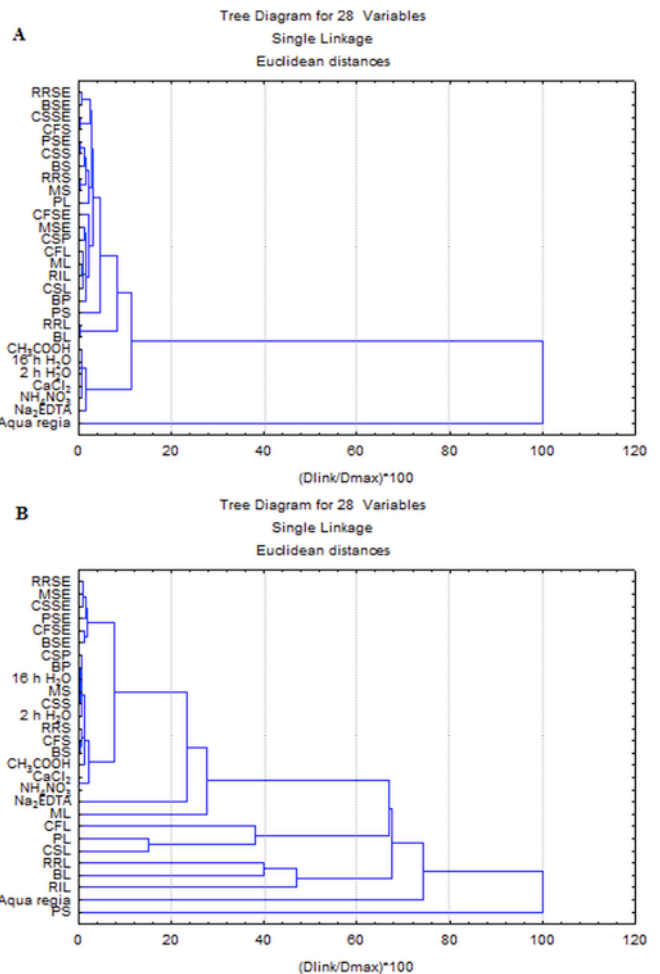 A
Tree Diagram for 28 Variables
Single Linkage
Euclidean distances
RRSE
BSE
CSSE
CFS
PSE
CSS
BS
RRS
MS
PL
CFSE
MSE
CSP
CFL
ML
RIL
CSL
BP
PS
RRL
BL
CH₃COOH
16 h H₂O
2 h H₂O
CaCl₂
NH₄NO₃
Na₂EDTA
Aqua regia
0 20 40 60 80 100 120
(Dlink/Dmax)*100
B
Tree Diagram for 28 Variables
Single Linkage
Euclidean distances
RRSE
MSE
CSSE
PSE
CFSE
BSE
CSP
BP
16 h H₂O
MS
CSS
2 h H₂O
RRS
CFS
BS
CH₃COOH
CaCl₂
NH₄NO₃
Na₂EDTA
ML
CFL
PL
CSL
RRL
BL
RIL
Aqua regia
PS
0 20 40 60 80 100 120
(Dlink/Dmax)*100